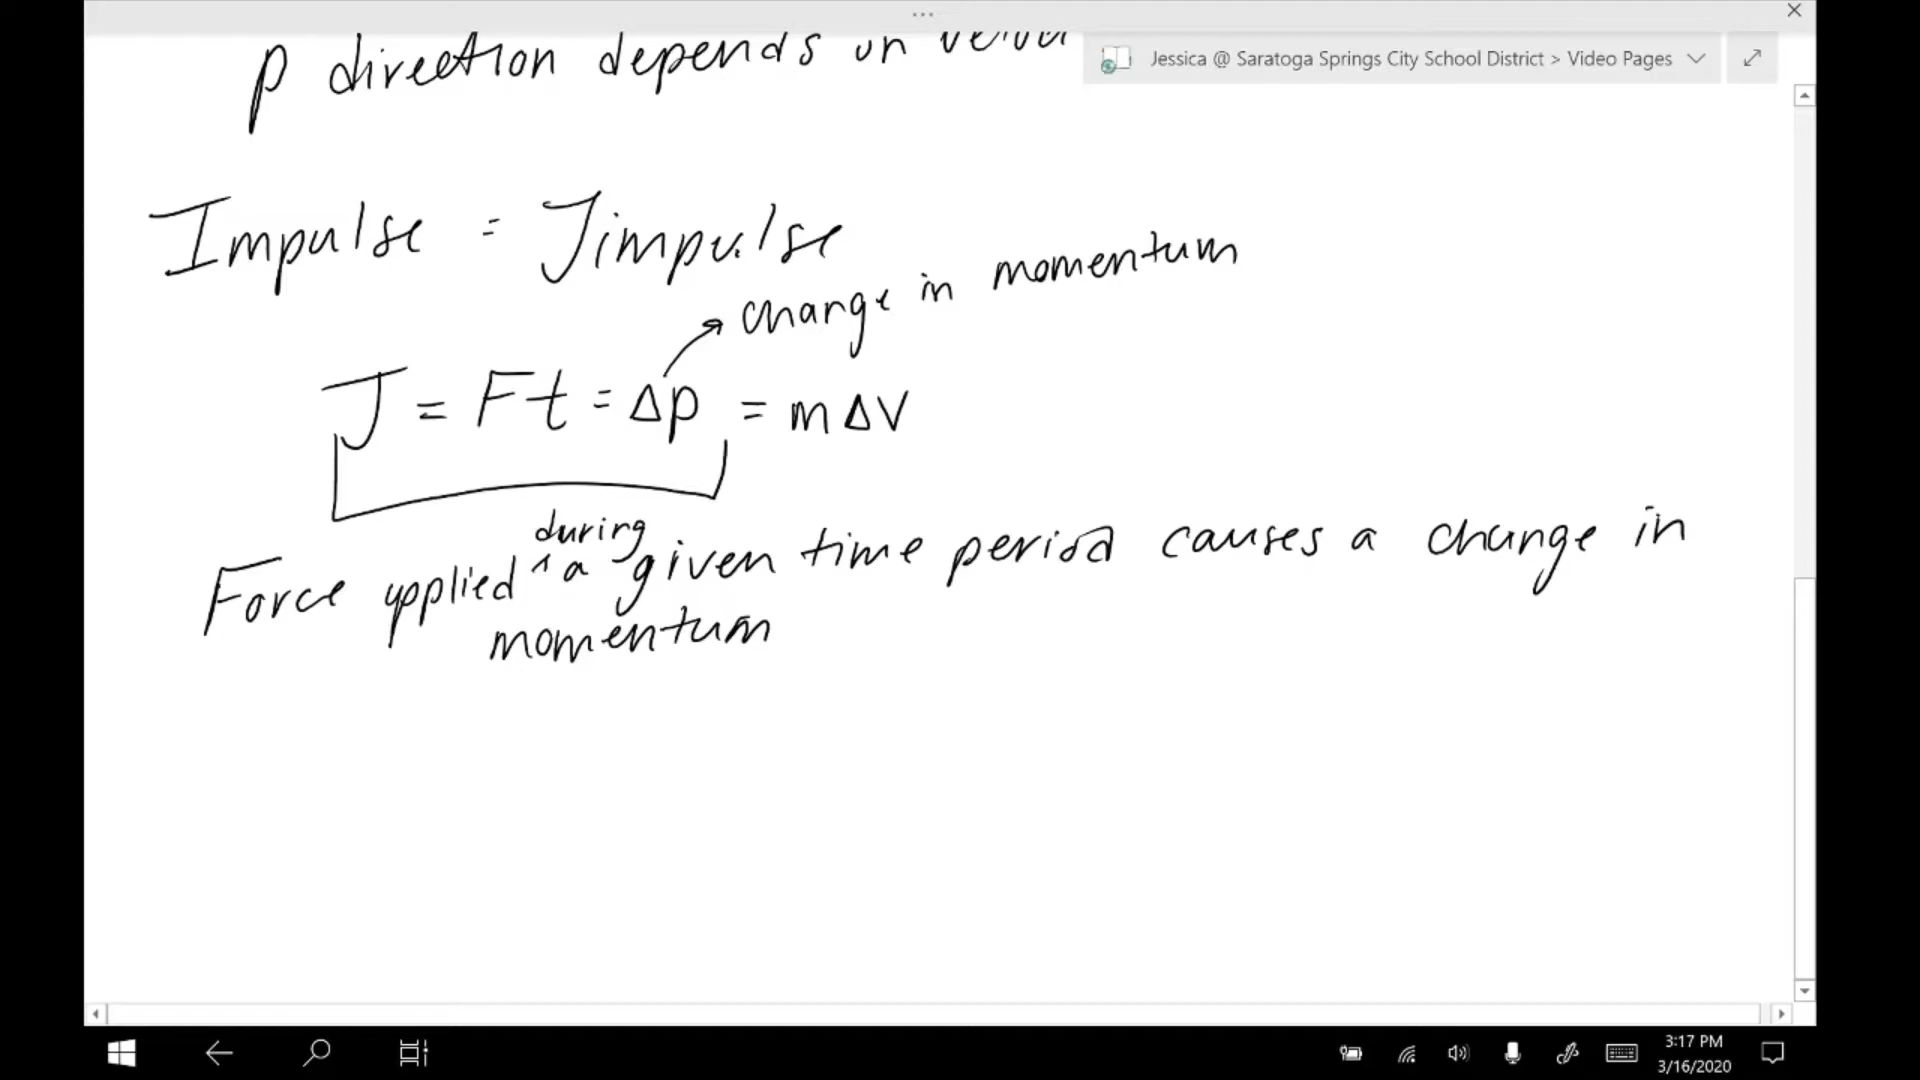 ...
p direction depends on
Jessica @ Saratoga Springs City School District > Video Pages
Impulse = Jimpulse
change in momentum
J = Ft = Δp = mΔv
during
Force applied ^ a given time period causes a change in
momentum
3:17 PM
3/16/2020